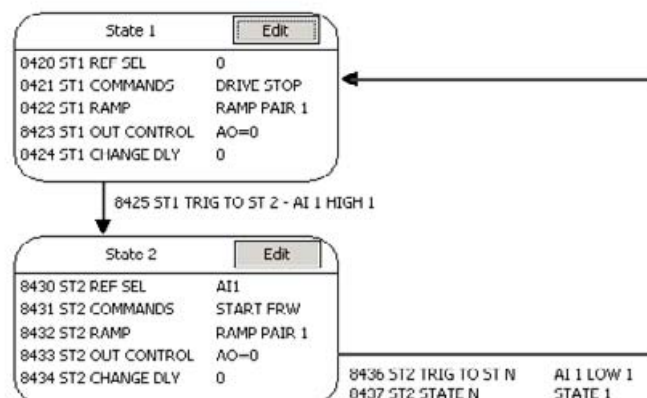 State 1 Edit
0420 ST1 REF SEL 0
0421 ST1 COMMANDS DRIVE STOP
0422 ST1 RAMP RAMP PAIR 1
8423 ST1 OUT CONTROL AO=0
0424 ST1 CHANGE DLY 0
8425 ST1 TRIG TO ST 2 - AI 1 HIGH 1
State 2 Edit
8430 ST2 REF SEL AI1
8431 ST2 COMMANDS START FRW
8432 ST2 RAMP RAMP PAIR 1
8433 ST2 OUT CONTROL AO=0
8434 ST2 CHANGE DLY 0
8436 ST2 TRIG TO ST N AI 1 LOW 1
8437 ST2 STATE N STATE 1